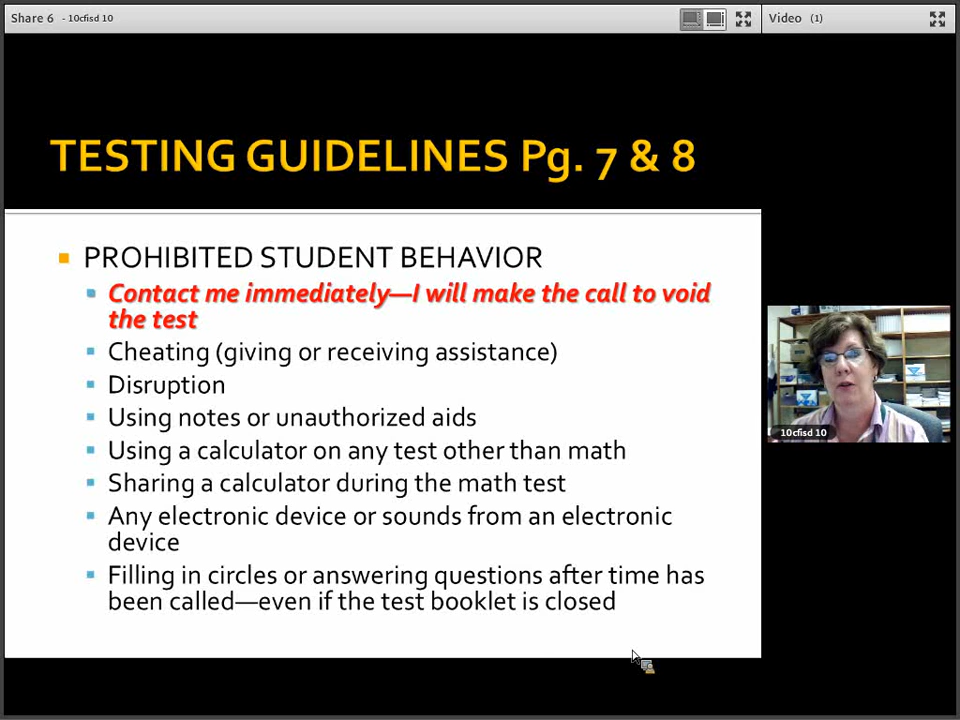 Share 6 - 10cfisd 10
Video (1)
TESTING GUIDELINES Pg. 7 & 8
PROHIBITED STUDENT BEHAVIOR
Contact me immediately—I will make the call to void
the test
Cheating (giving or receiving assistance)
Disruption
Using notes or unauthorized aids
Using a calculator on any test other than math
Sharing a calculator during the math test
Any electronic device or sounds from an electronic
device
Filling in circles or answering questions after time has
been called—even if the test booklet is closed
10cfisd 10